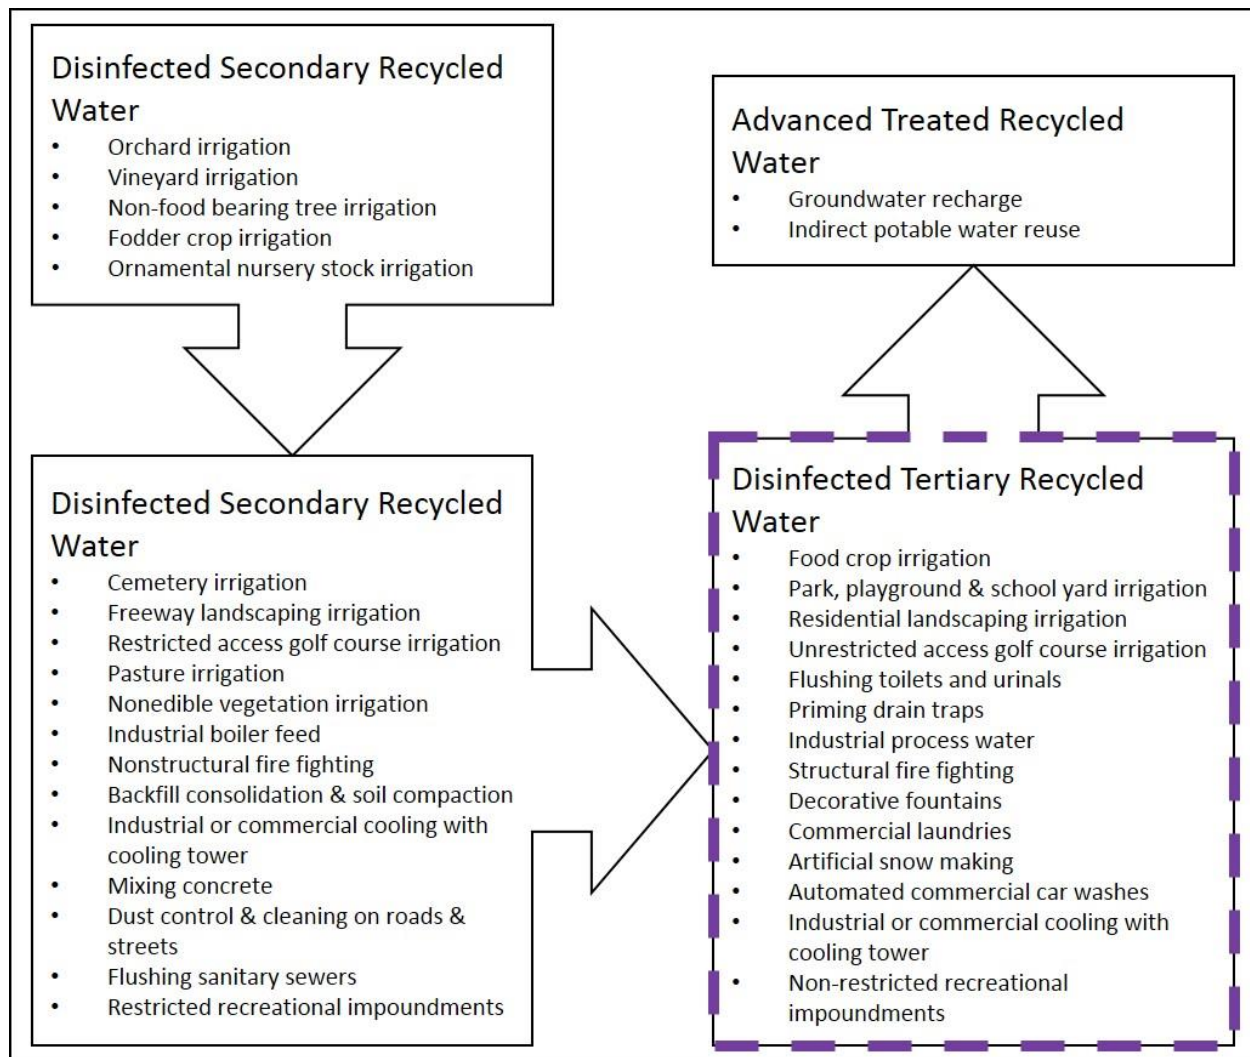 Disinfected Secondary Recycled
Water
• Orchard irrigation
• Vineyard irrigation
• Non-food bearing tree irrigation
• Fodder crop irrigation
• Ornamental nursery stock irrigation
Disinfected Secondary Recycled
Water
• Cemetery irrigation
• Freeway landscaping irrigation
• Restricted access golf course irrigation
• Pasture irrigation
• Nonedible vegetation irrigation
• Industrial boiler feed
• Nonstructural fire fighting
• Backfill consolidation & soil compaction
• Industrial or commercial cooling with
cooling tower
• Mixing concrete
• Dust control & cleaning on roads &
streets
• Flushing sanitary sewers
• Restricted recreational impoundments
Disinfected Tertiary Recycled
Water
• Food crop irrigation
• Park, playground & school yard irrigation
• Residential landscaping irrigation
• Unrestricted access golf course irrigation
• Flushing toilets and urinals
• Priming drain traps
• Industrial process water
• Structural fire fighting
• Decorative fountains
• Commercial laundries
• Artificial snow making
• Automated commercial car washes
• Industrial or commercial cooling with
cooling tower
• Non-restricted recreational
impoundments
Advanced Treated Recycled
Water
• Groundwater recharge
• Indirect potable water reuse